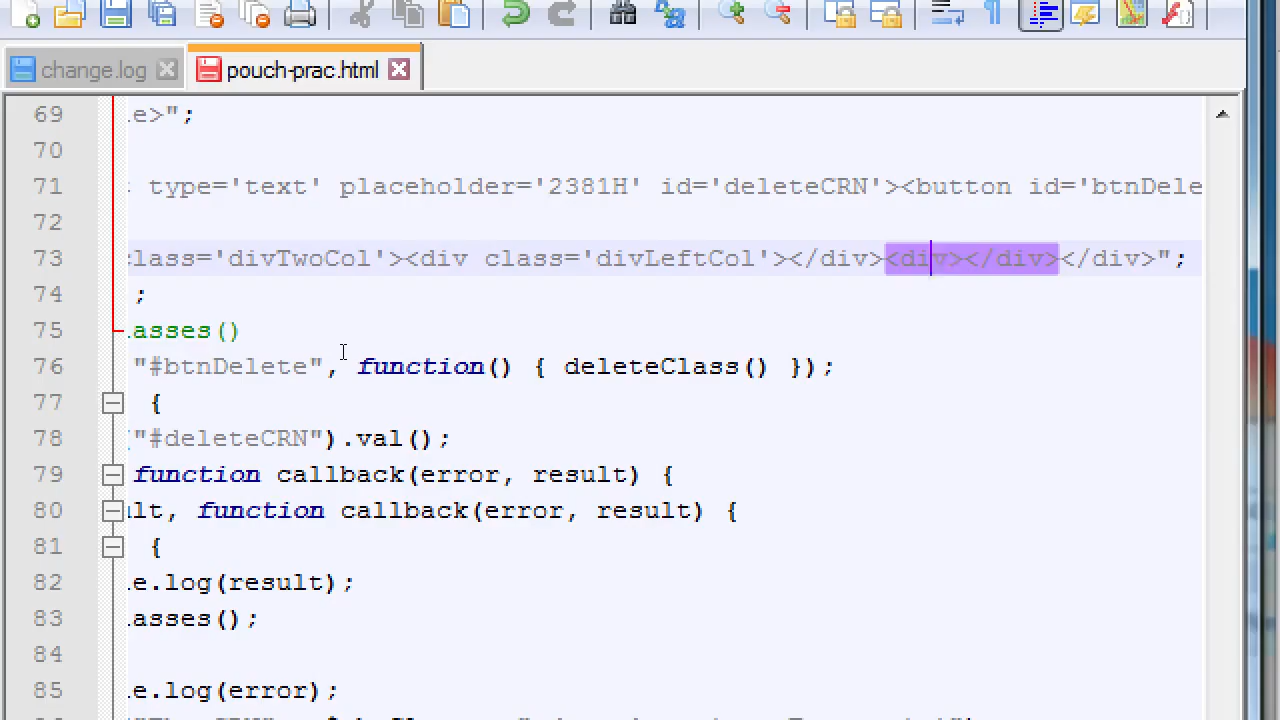 change.log
pouch-prac.html
69 e>";
70
71 type='text' placeholder='2381H' id='deleteCRN'><button id='btnDele
72
73 class='divTwoCol'><div class='divLeftCol'></div><div></div></div>";
74 ;
75 asses()
76 "#btnDelete", function() { deleteClass() });
77 {
78 "#deleteCRN").val();
79 function callback(error, result) {
80 ult, function callback(error, result) {
81 {
82 e.log(result);
83 asses();
84
85 e.log(error);